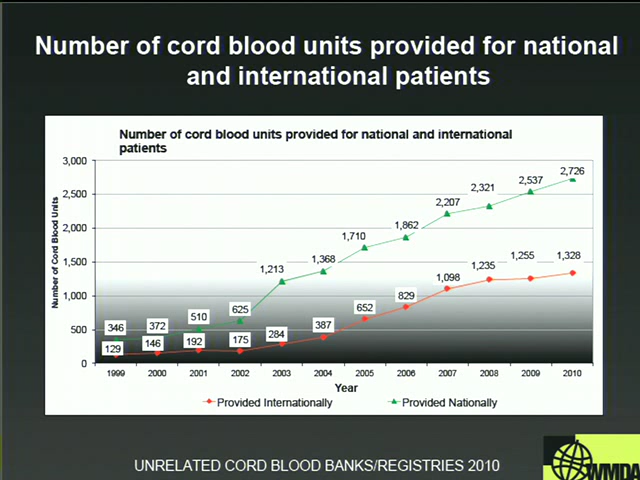 Number of cord blood units provided for national
and international patients
Number of cord blood units provided for national and international
patients
Number of Cord Blood Units
3,000
2,500
2,000
1,500
1,000
500
0
346 372 510 625 1,213 1,368 1,710 1,862 2,207 2,321 2,537 2,726
129 146 192 175 284 387 652 829 1,098 1,235 1,255 1,328
1999 2000 2001 2002 2003 2004 2005 2006 2007 2008 2009 2010
Year
Provided Internationally Provided Nationally
UNRELATED CORD BLOOD BANKS/REGISTRIES 2010
WMDA